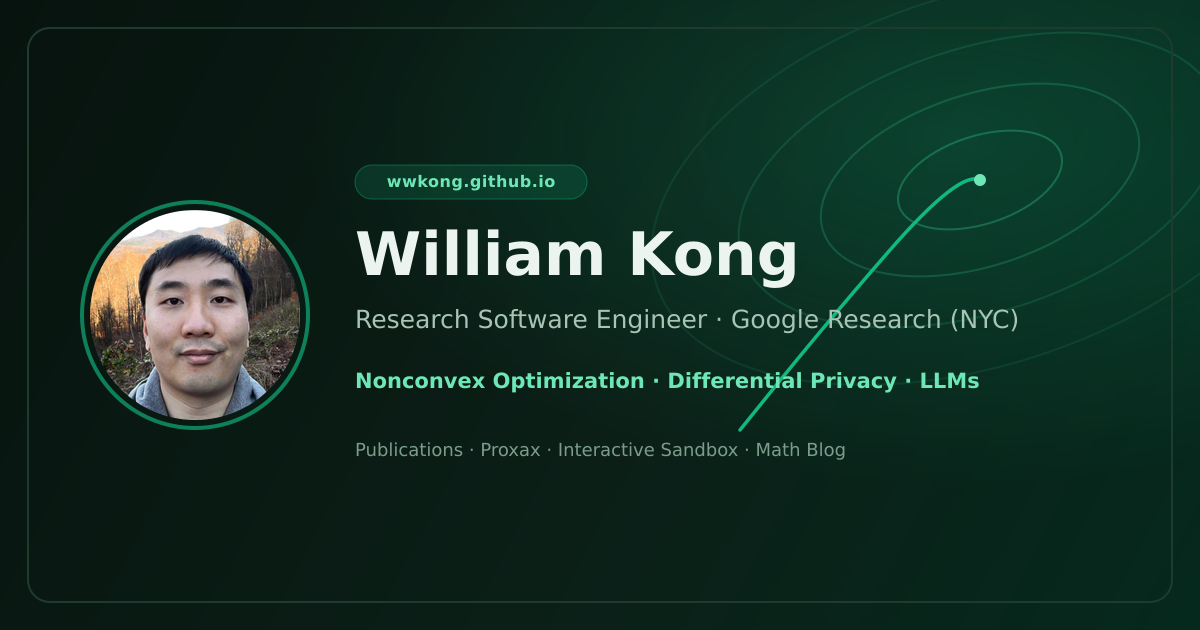 wwkong.github.io
William Kong
Research Software Engineer · Google Research (NYC)
Nonconvex Optimization · Differential Privacy · LLMs
Publications · Proxax · Interactive Sandbox · Math Blog